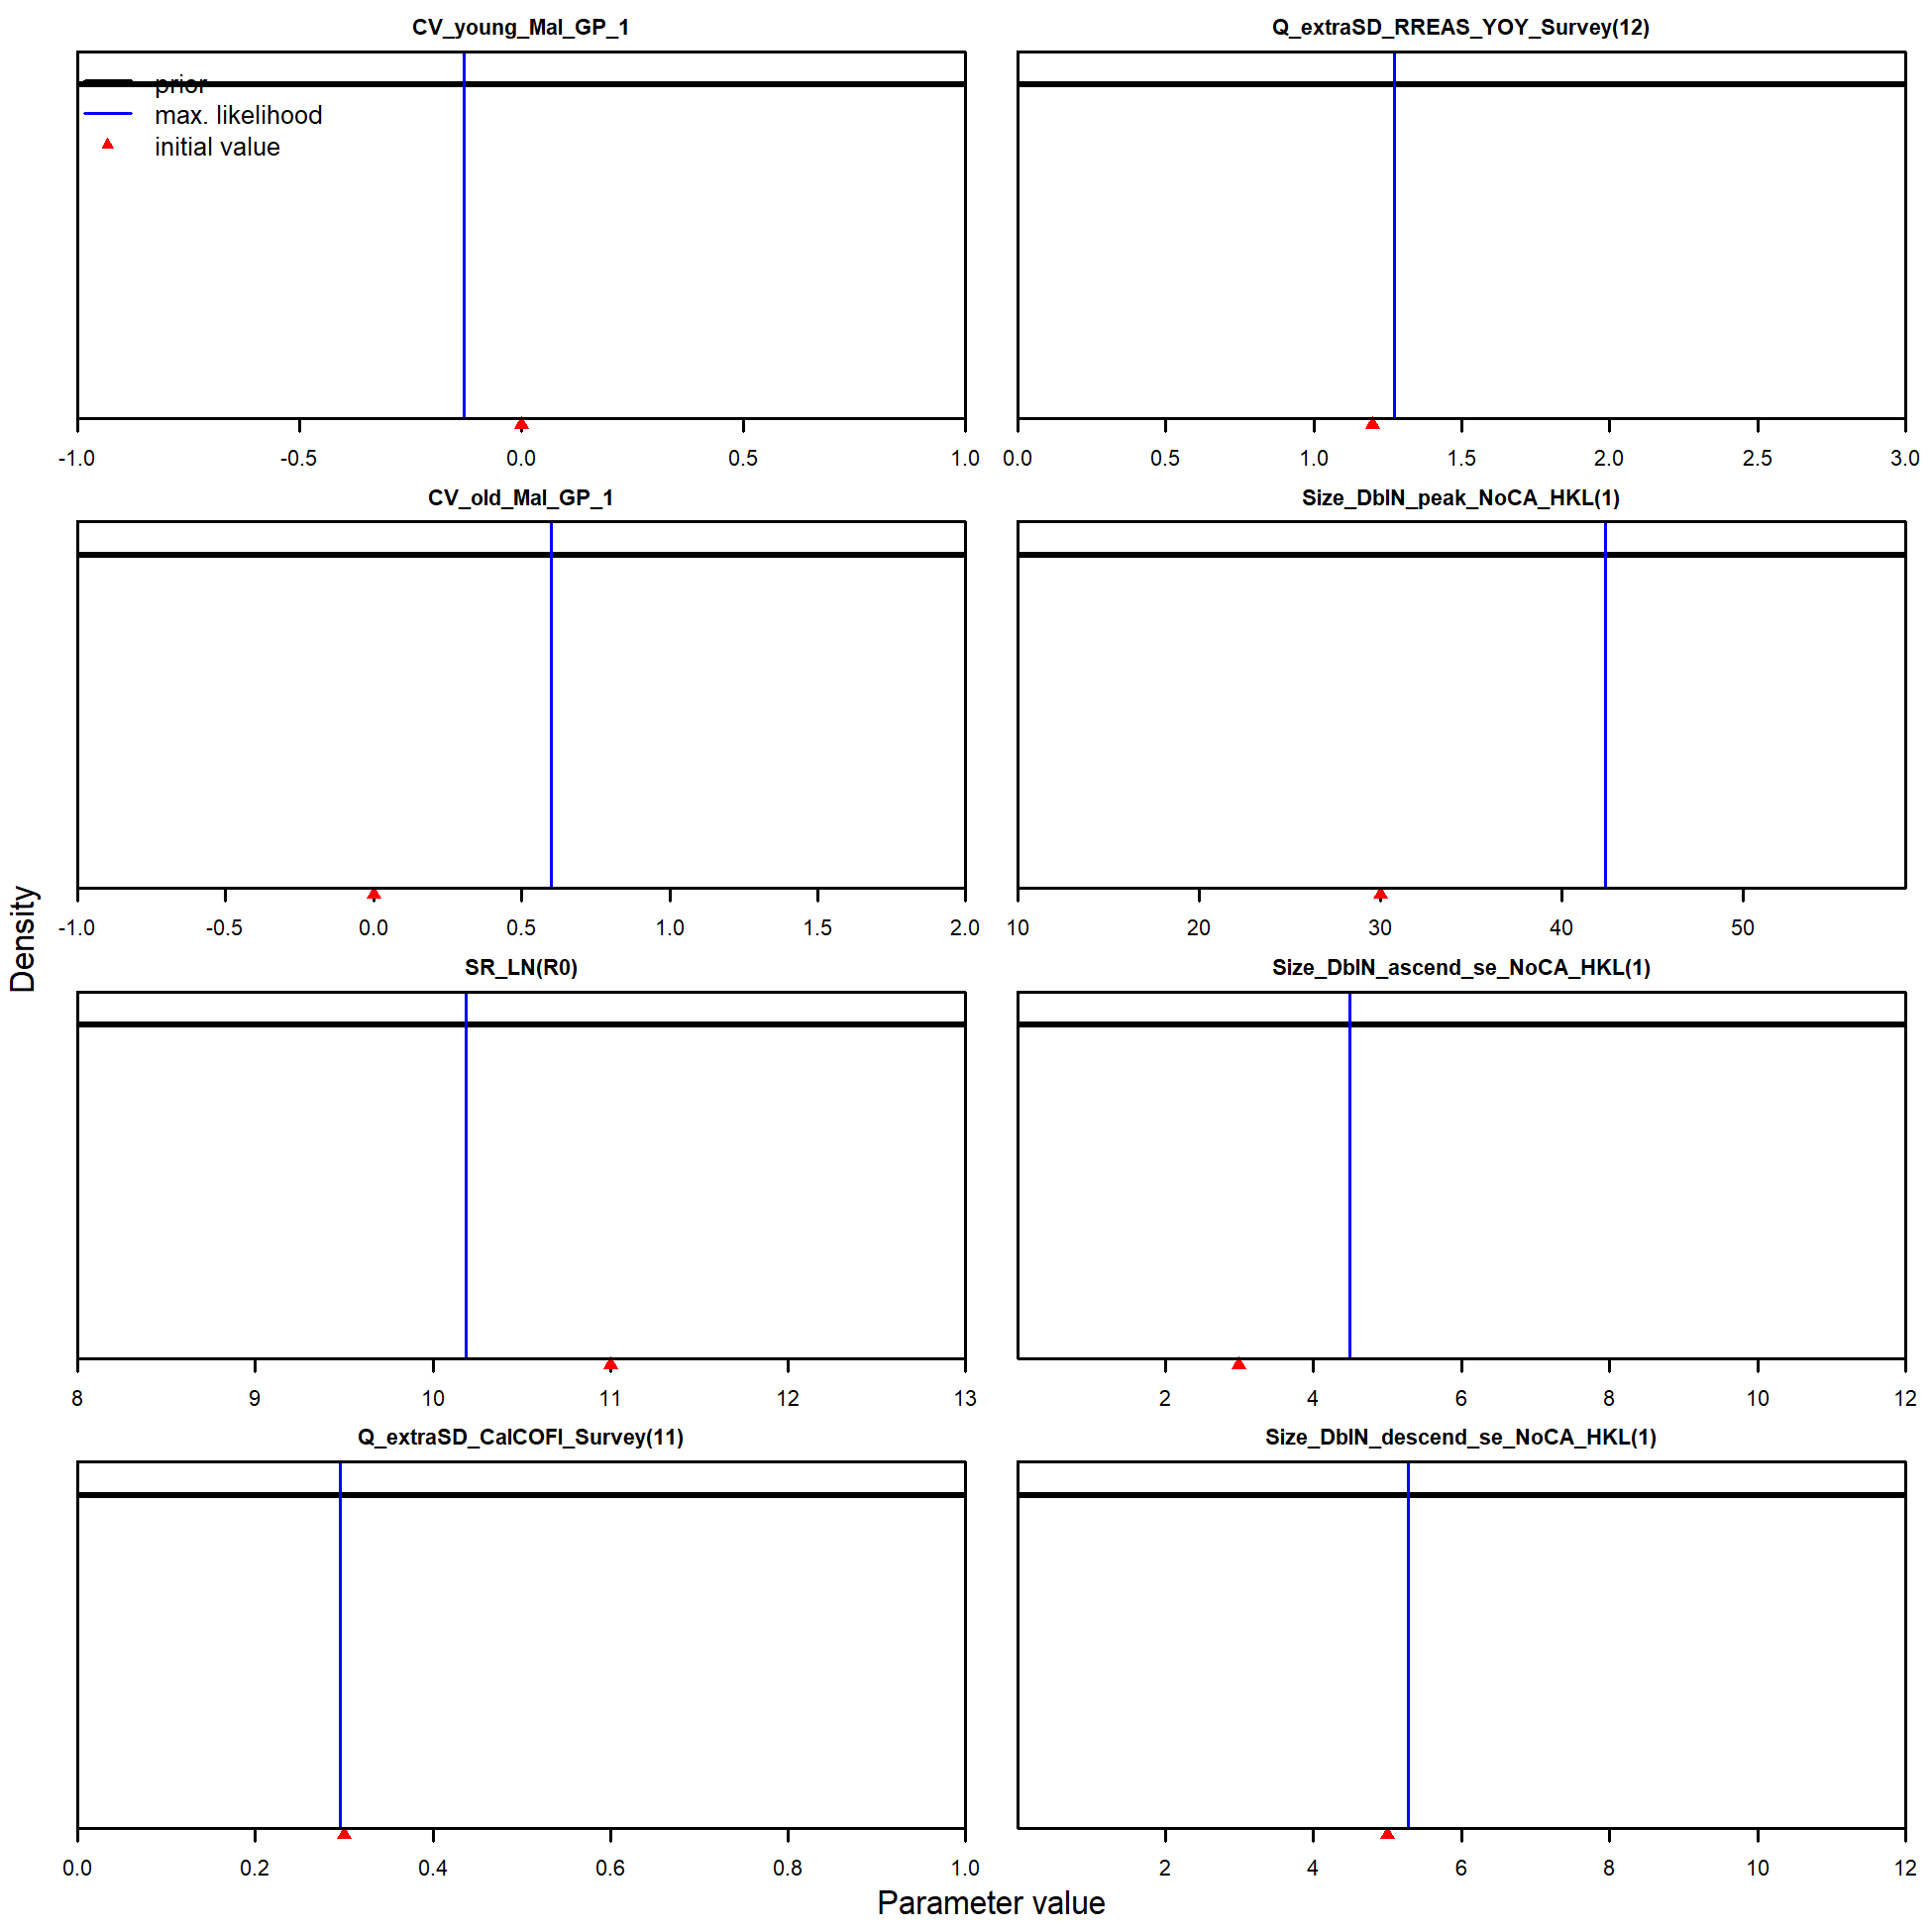 CV_young_Mal_GP_1
prior
max. likelihood
initial value
-1.0 -0.5 0.0 0.5 1.0
Q_extraSD_RREAS_YOY_Survey(12)
0.0 0.5 1.0 1.5 2.0 2.5 3.0
CV_old_Mal_GP_1
-1.0 -0.5 0.0 0.5 1.0 1.5 2.0
Size_DblN_peak_NoCA_HKL(1)
10 20 30 40 50
SR_LN(R0)
8 9 10 11 12 13
Size_DblN_ascend_se_NoCA_HKL(1)
2 4 6 8 10 12
Q_extraSD_CalCOFI_Survey(11)
0.0 0.2 0.4 0.6 0.8 1.0
Size_DblN_descend_se_NoCA_HKL(1)
2 4 6 8 10 12
Density
Parameter value